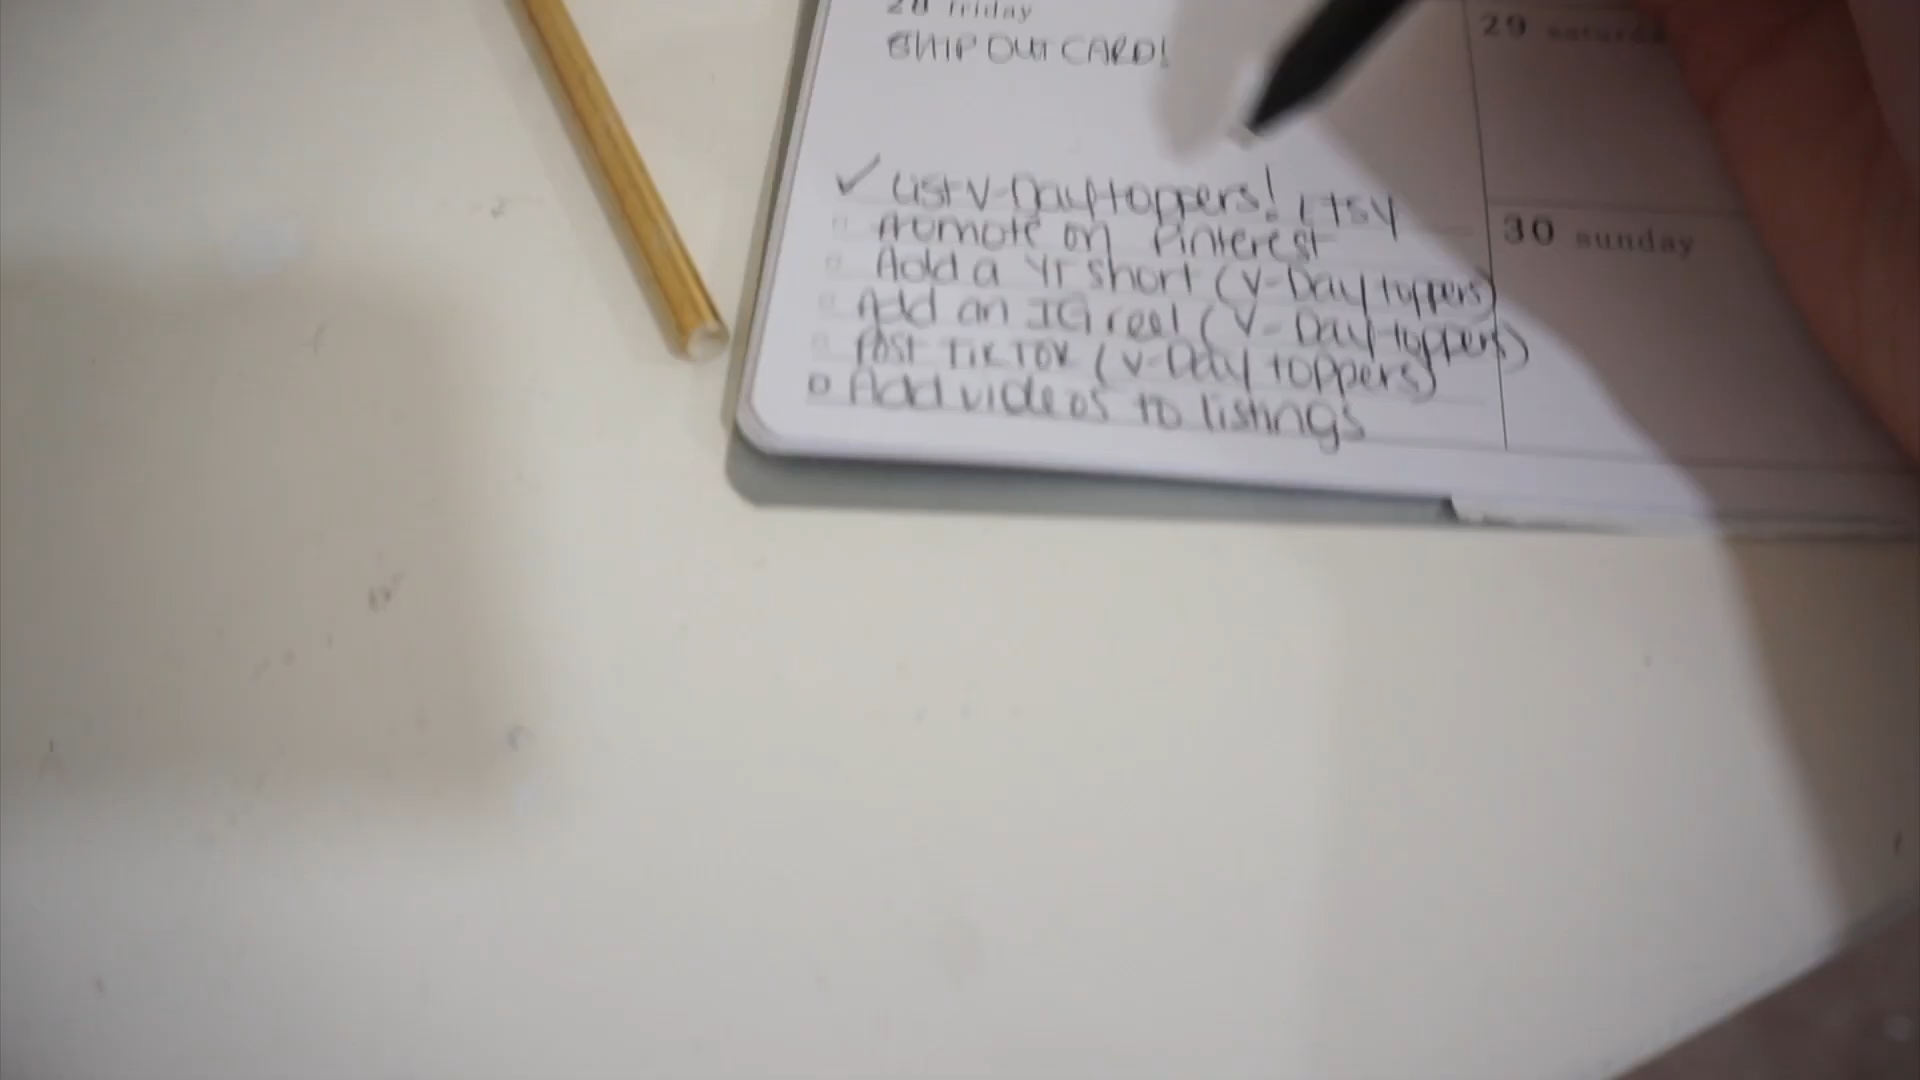 28 friday
SHIP OUT CARD!
✓ List V-Day toppers! ETSY
Promote on Pinterest
Add a YT short (V-Day toppers)
Add an IG reel (V-Day toppers)
Post TikTok (V-Day toppers)
Add videos to listings
29 saturday
30 sunday